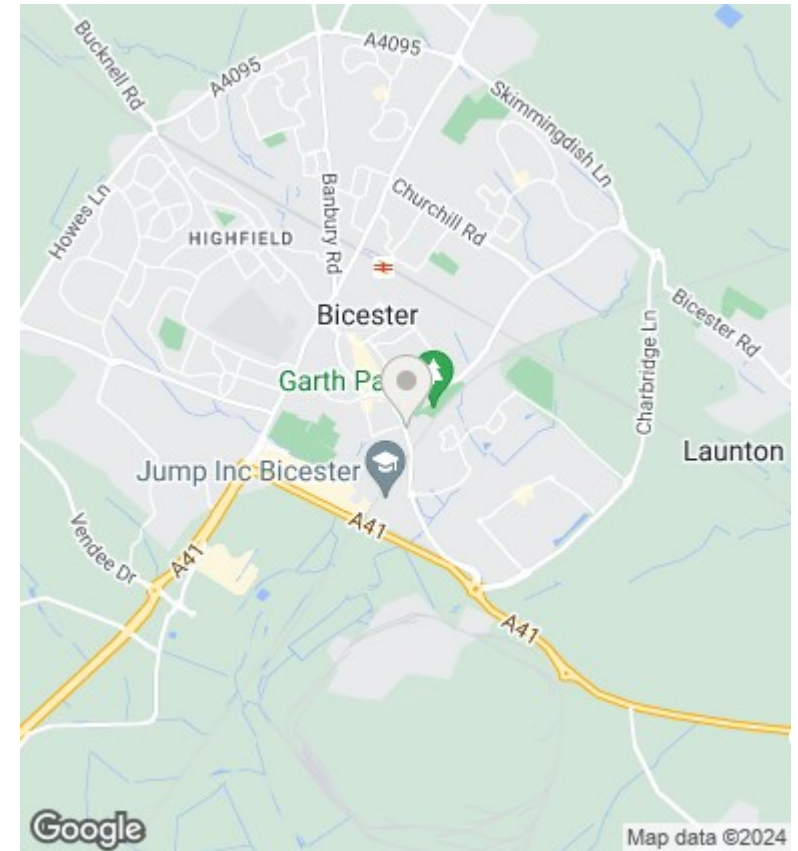 Bucknell Rd
A4095
A4095
Skimmingdish Ln
Howes Ln
Banbury Rd
Churchill Rd
HIGHFIELD
Bicester
Bicester Rd
Charbridge Ln
Garth Pa
Launton
Jump Inc Bicester
A41
Vendee Dr
A41
A41
Google
Map data ©2024